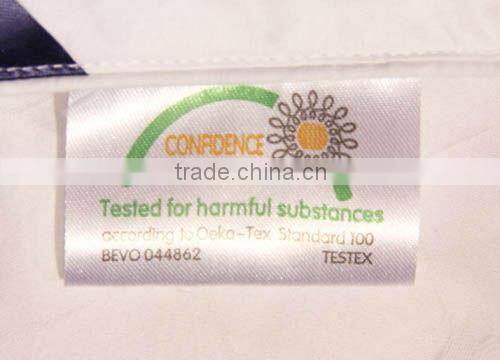 CONFIDENCE
trade.china.cn
Tested for harmful substances
according to Oeko-Tex Standard 100
BEVO 044862 TESTEX